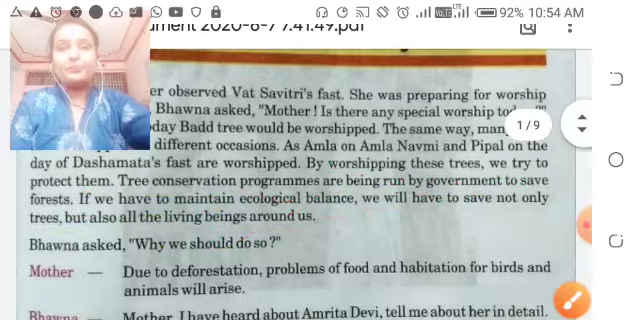 92% 10:54 AM
ument 2020-8-7 7.41.49.pdf
er observed Vat Savitri's fast. She was preparing for worship
Bhawna asked, "Mother ! Is there any special worship
day Badd tree would be worshipped. The same way,
1/9
different occasions. As Amla on Amla Navmi and Pipal on the
day of Dashamata's fast are worshipped. By worshipping these trees, we try to
protect them. Tree conservation programmes are being run by government to save
forests. If we have to maintain ecological balance, we will have to save not only
trees, but also all the living beings around us.
Bhawna asked, "Why we should do so ?"
Mother — Due to deforestation, problems of food and habitation for birds and
animals will arise.
Bhawna — Mother, I have heard about Amrita Devi, tell me about her in detail.